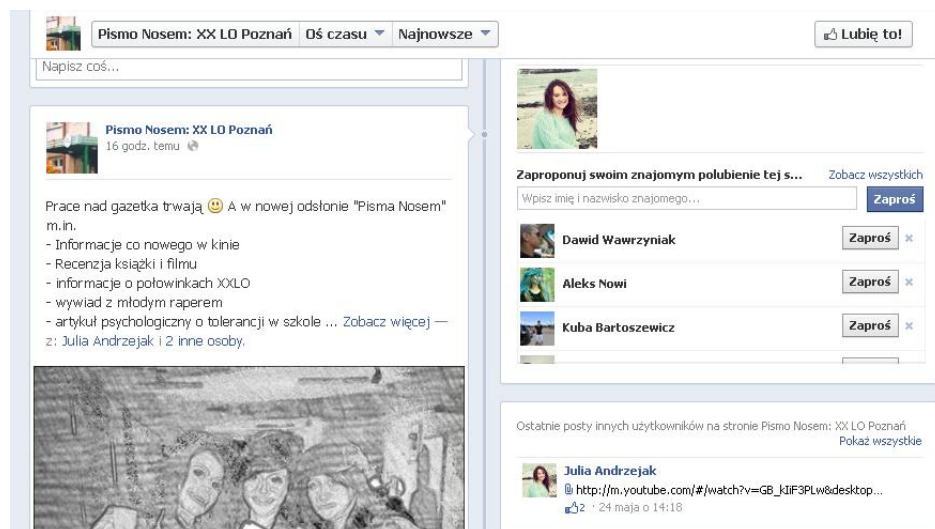 Pismo Nosem: XX LO Poznań Oś czasu Najnowsze Lubię to!
Napisz coś...
Pismo Nosem: XX LO Poznań
16 godz. temu
Prace nad gazetka trwają A w nowej odsłonie "Pisma Nosem"
m.in.
- Informacje co nowego w kinie
- Recenzja książki i filmu
- informacje o połowinkach XXLO
- wywiad z młodym raperem
- artykuł psychologiczny o tolerancji w szkole ... Zobacz więcej —
z: Julia Andrzejak i 2 inne osoby.
Zaproponuj swoim znajomym polubienie tej s... Zobacz wszystkich
Wpisz imię i nazwisko znajomego... Zaproś
Dawid Wawrzyniak Zaproś
Aleks Nowi Zaproś
Kuba Bartoszewicz Zaproś
Ostatnie posty innych użytkowników na stronie Pismo Nosem: XX LO Poznań
Pokaż wszystkie
Julia Andrzejak
http://m.youtube.com/#/watch?v=GB_kIiF3PLw&desktop...
2 · 24 maja o 14:18